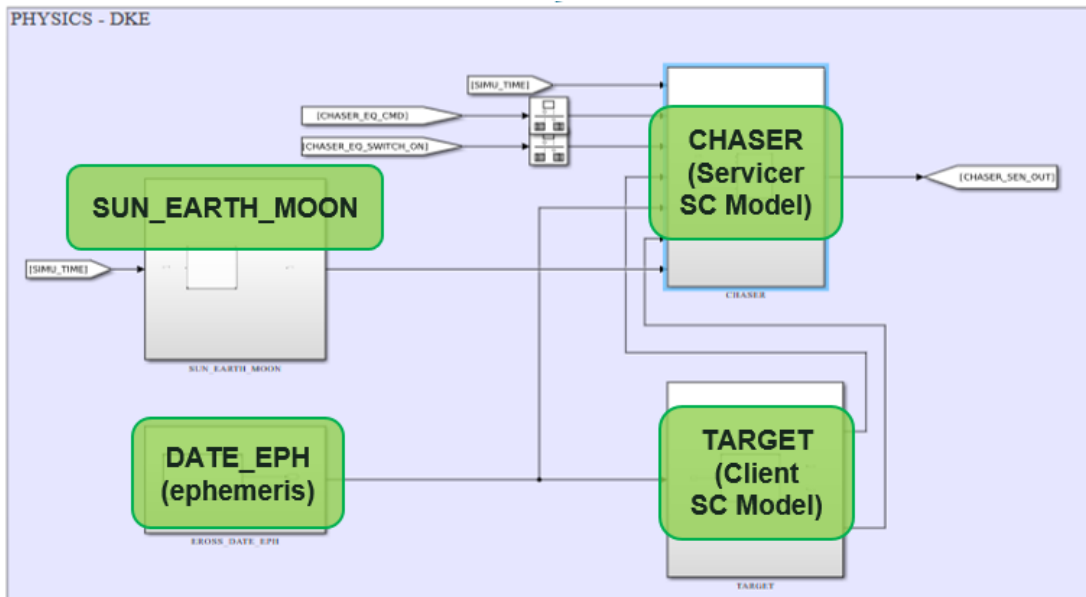 PHYSICS - DKE
[SIMU_TIME]
[CHASER_EQ_CMD]
[CHASER_EQ_SWITCH_ON]
CHASER
(Servicer
SC Model)
[CHASER_SEN_OUT]
CHASER
SUN_EARTH_MOON
[SIMU_TIME]
SUN_EARTH_MOON
DATE_EPH
(ephemeris)
EROSS_DATE_EPH
TARGET
(Client
SC Model)
TARGET